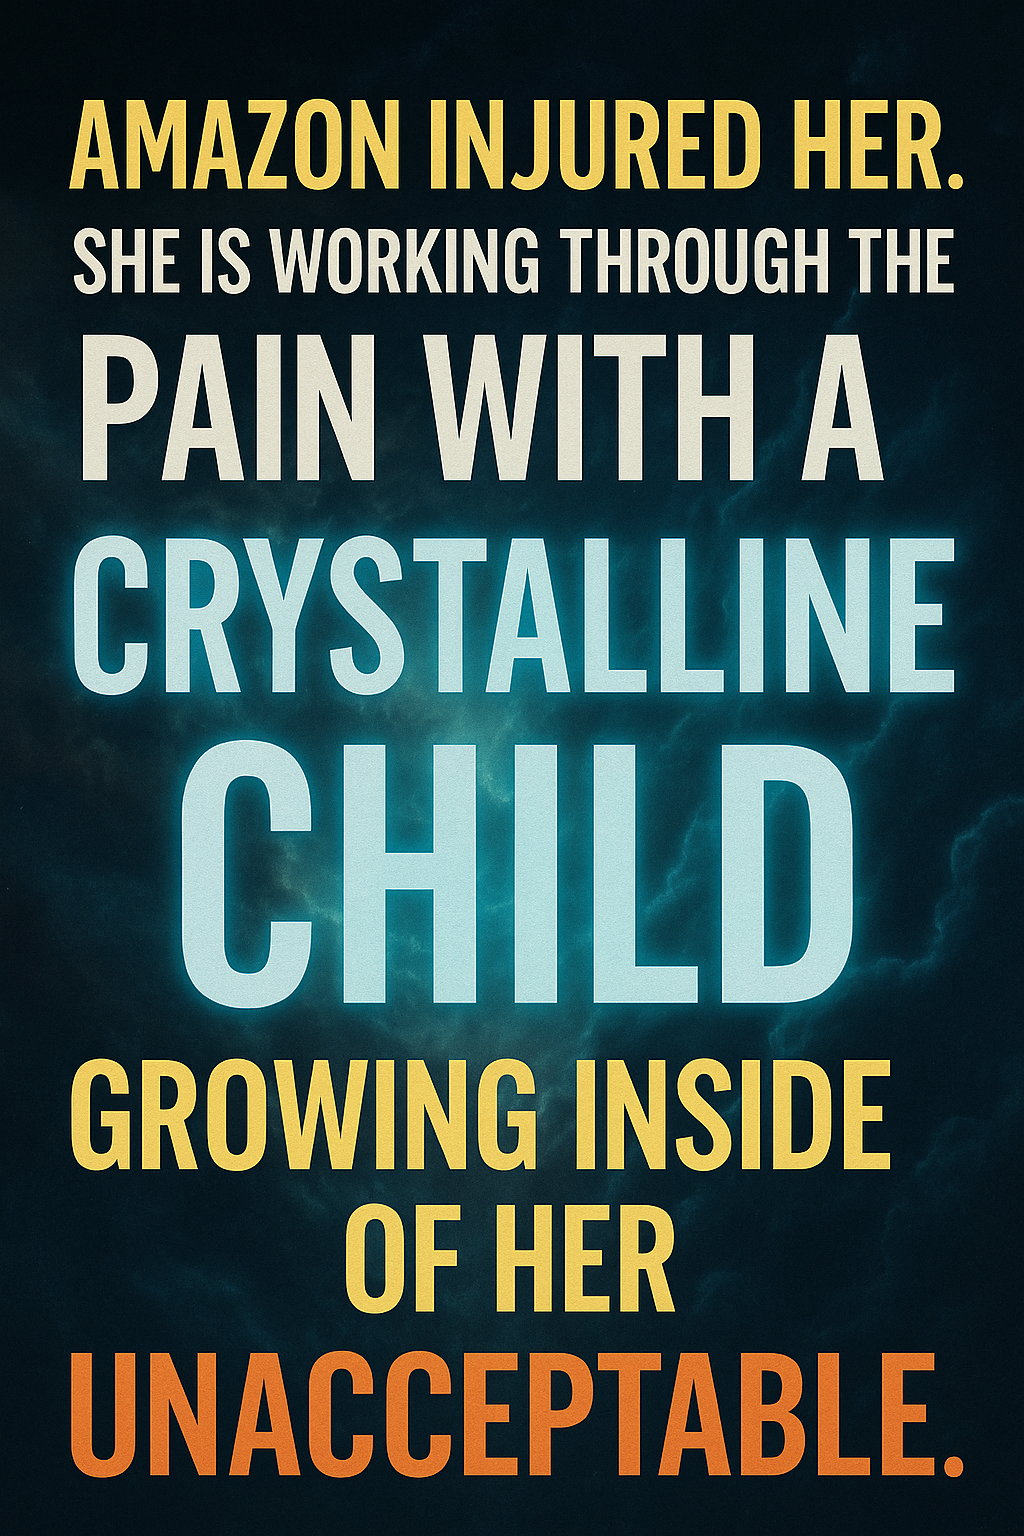 AMAZON INJURED HER.
SHE IS WORKING THROUGH THE
PAIN WITH A
CRYSTALLINE
CHILD
GROWING INSIDE
OF HER
UNACCEPTABLE.